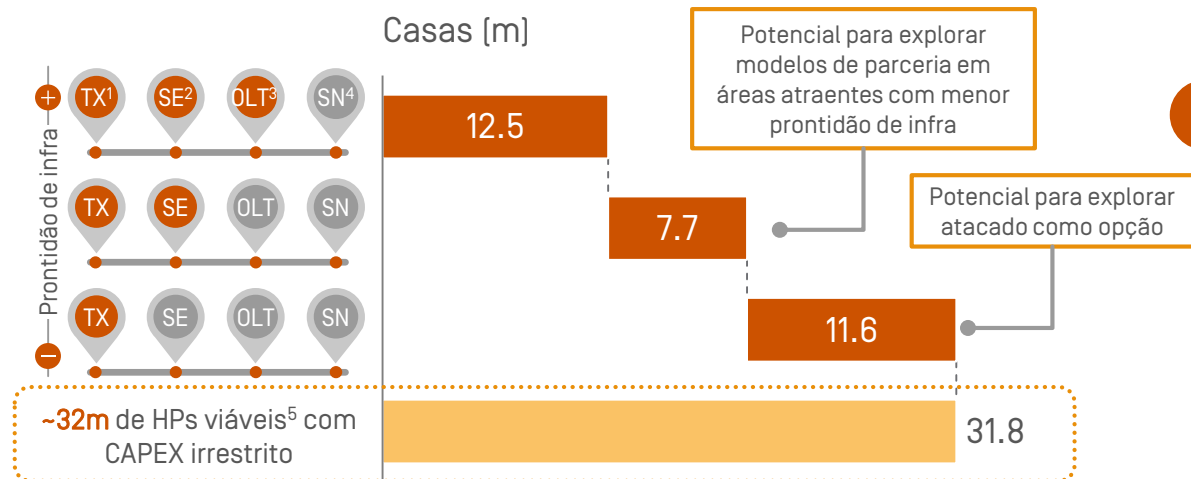 Casas (m)
Potencial para explorar
modelos de parceria em
áreas atraentes com menor
prontidão de infra
Potencial para explorar
atacado como opção
Prontidão de infra
+
TX¹ SE² OLT³ SN⁴
12.5
TX SE OLT SN
7.7
TX SE OLT SN
11.6
−
~32m de HPs viáveis⁵ com
CAPEX irrestrito
31.8